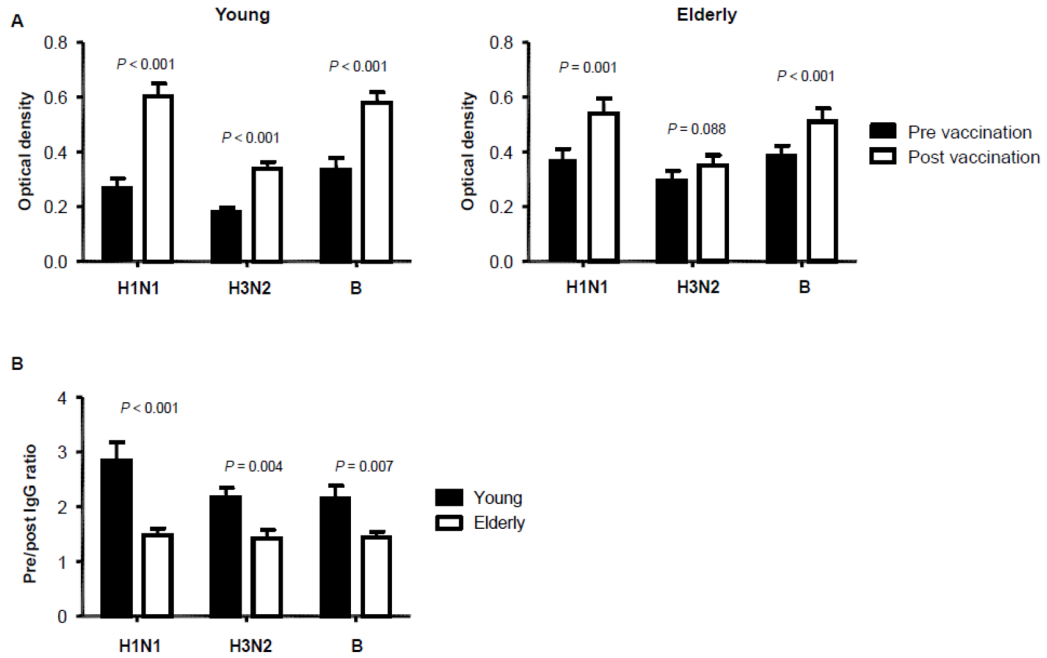 A
Young
Elderly
Optical density
0.8
0.6
0.4
0.2
0.0
P < 0.001
P < 0.001
P < 0.001
H1N1
H3N2
B
Optical density
0.8
0.6
0.4
0.2
0.0
P = 0.001
P = 0.088
P < 0.001
H1N1
H3N2
B
Pre vaccination
Post vaccination
B
Pre/post IgG ratio
4
3
2
1
0
P < 0.001
P = 0.004
P = 0.007
H1N1
H3N2
B
Young
Elderly